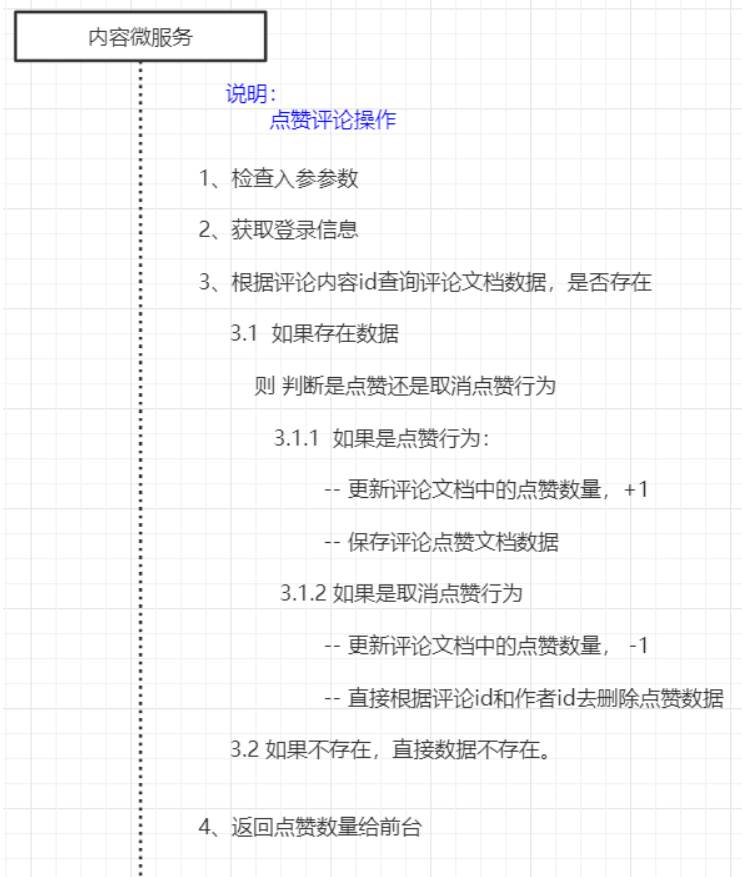 内容微服务
说明：
点赞评论操作
1、检查入参参数
2、获取登录信息
3、根据评论内容id查询评论文档数据，是否存在
3.1 如果存在数据
则 判断是点赞还是取消点赞行为
3.1.1 如果是点赞行为：
-- 更新评论文档中的点赞数量，+1
-- 保存评论点赞文档数据
3.1.2 如果是取消点赞行为
-- 更新评论文档中的点赞数量， -1
-- 直接根据评论id和作者id去删除点赞数据
3.2 如果不存在，直接数据不存在。
4、返回点赞数量给前台